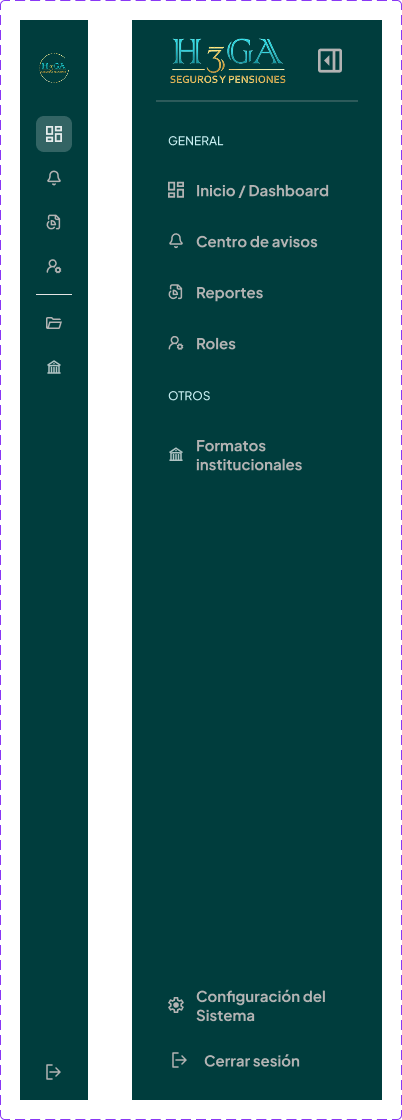 H3GA
H3GA
SEGUROS Y PENSIONES
GENERAL
Inicio / Dashboard
Centro de avisos
Reportes
Roles
OTROS
Formatos
institucionales
Configuración del
Sistema
Cerrar sesión